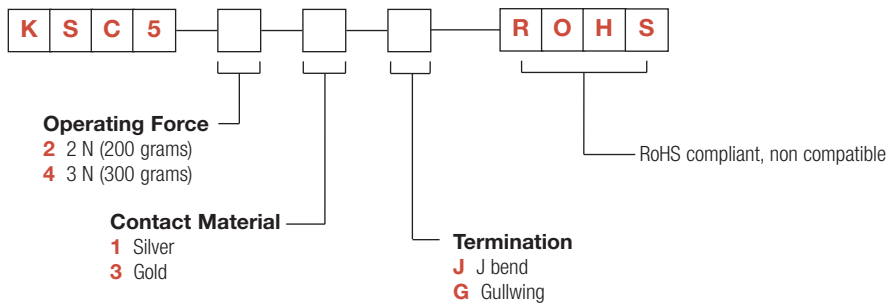 K S C 5 R O H S
Operating Force
2 2 N (200 grams)
4 3 N (300 grams)
RoHS compliant, non compatible
Contact Material
1 Silver
3 Gold
Termination
J J bend
G Gullwing